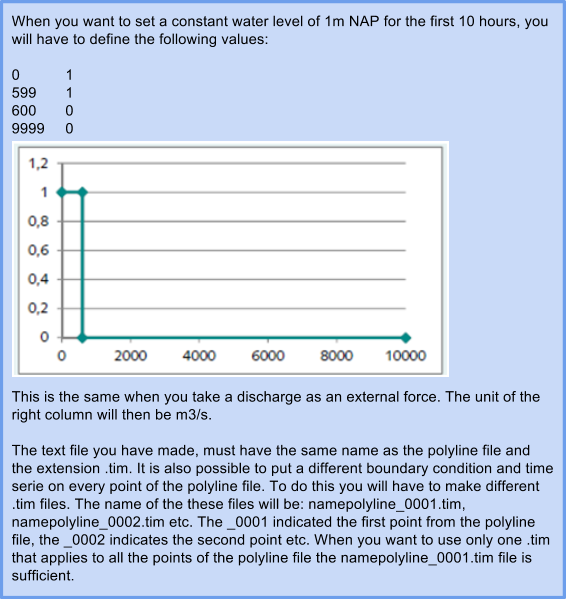 When you want to set a constant water level of 1m NAP for the first 10 hours, you
will have to define the following values:
0 1
599 1
600 0
9999 0
1,2
1
0,8
0,6
0,4
0,2
0
0 2000 4000 6000 8000 10000
This is the same when you take a discharge as an external force. The unit of the
right column will then be m3/s.
The text file you have made, must have the same name as the polyline file and
the extension .tim. It is also possible to put a different boundary condition and time
serie on every point of the polyline file. To do this you will have to make different
.tim files. The name of the these files will be: namepolyline_0001.tim,
namepolyline_0002.tim etc. The _0001 indicated the first point from the polyline
file, the _0002 indicates the second point etc. When you want to use only one .tim
that applies to all the points of the polyline file the namepolyline_0001.tim file is
sufficient.